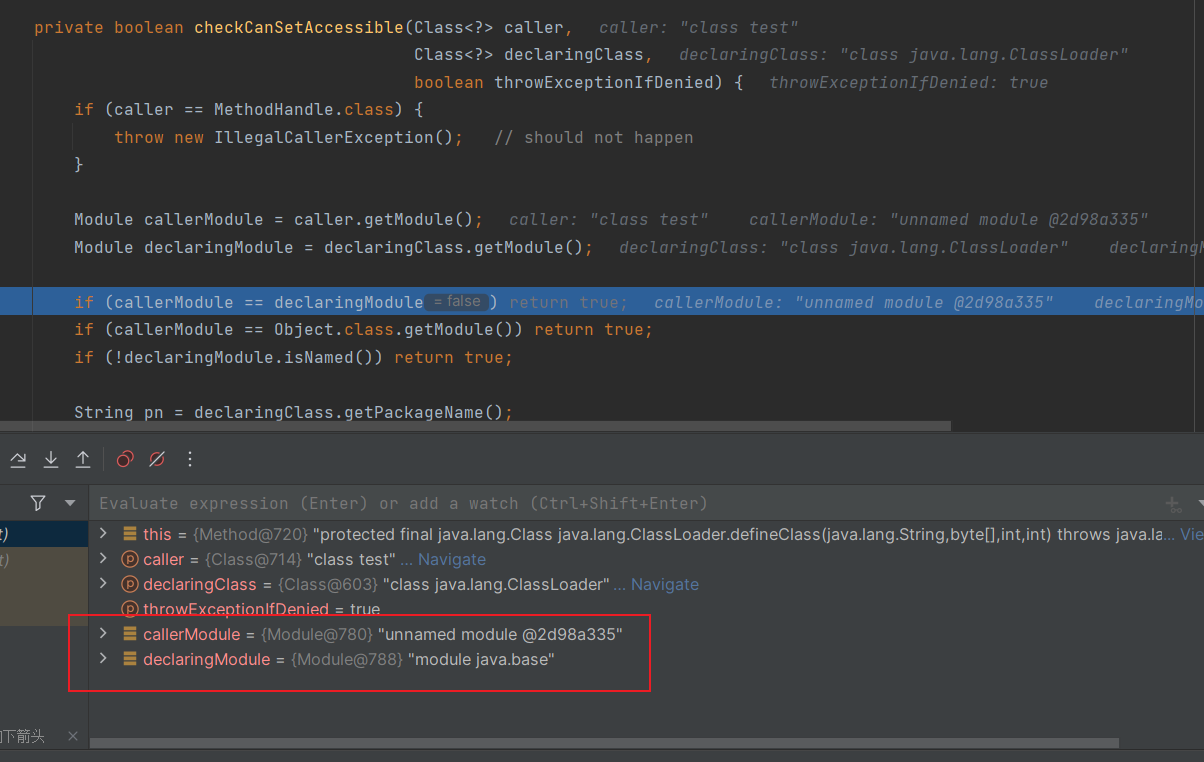 private boolean checkCanSetAccessible(Class<?> caller,   caller: "class test"
Class<?> declaringClass,   declaringClass: "class java.lang.ClassLoader"
boolean throwExceptionIfDenied) {   throwExceptionIfDenied: true
if (caller == MethodHandle.class) {
throw new IllegalCallerException();   // should not happen
}
Module callerModule = caller.getModule();   caller: "class test"    callerModule: "unnamed module @2d98a335"
Module declaringModule = declaringClass.getModule();   declaringClass: "class java.lang.ClassLoader"    declaring
if (callerModule == declaringModule = false ) return true;   callerModule: "unnamed module @2d98a335"    declaringMo
if (callerModule == Object.class.getModule()) return true;
if (!declaringModule.isNamed()) return true;
String pn = declaringClass.getPackageName();
Evaluate expression (Enter) or add a watch (Ctrl+Shift+Enter)
this = {Method@720} "protected final java.lang.Class java.lang.ClassLoader.defineClass(java.lang.String,byte[],int,int) throws java.la... Vie
caller = {Class@714} "class test" ... Navigate
declaringClass = {Class@603} "class java.lang.ClassLoader" ... Navigate
throwExceptionIfDenied = true
callerModule = {Module@780} "unnamed module @2d98a335"
declaringModule = {Module@788} "module java.base"
下箭头